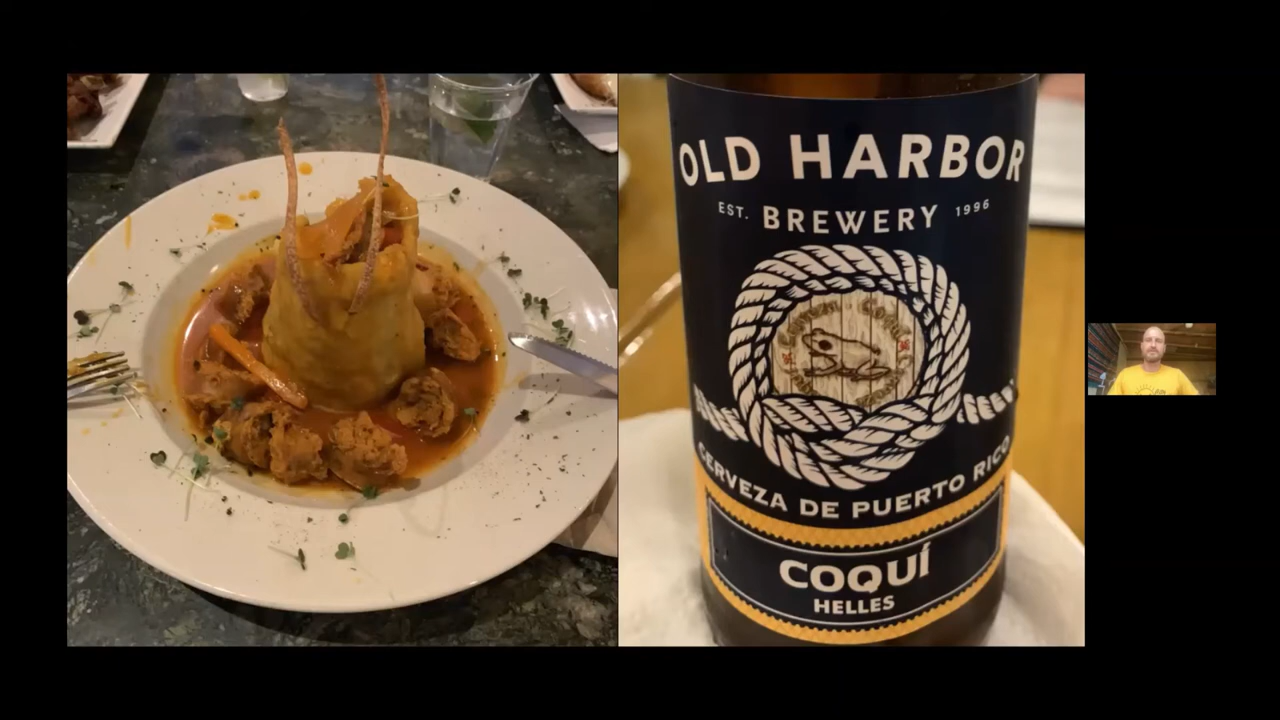 OLD HARBOR
EST. BREWERY 1996
CERVEZA DE PUERTO RICO
COQUÍ
HELLES